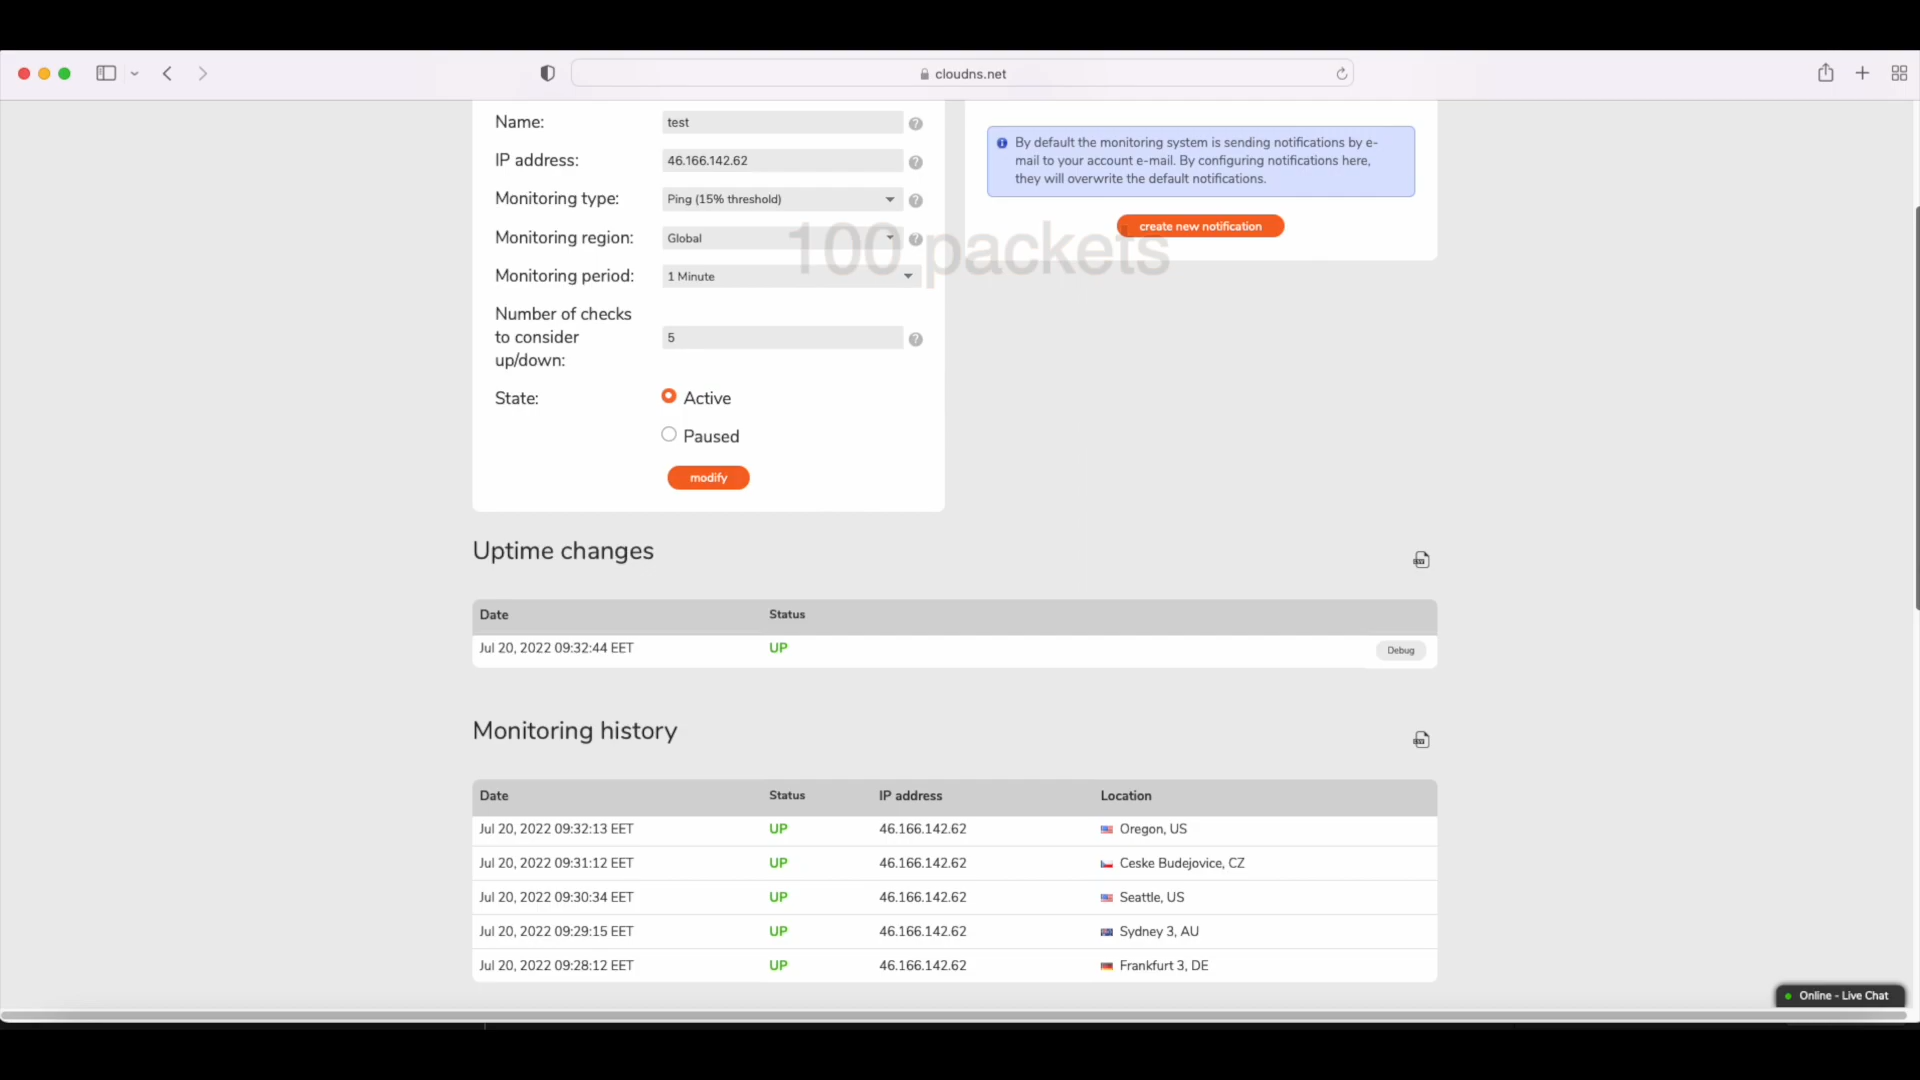 cloudns.net
Name: test
IP address: 46.166.142.62
Monitoring type: Ping (15% threshold)
Monitoring region: Global
Monitoring period: 1 Minute
Number of checks
to consider
up/down: 5
State: Active
Paused
modify
By default the monitoring system is sending notifications by e-
mail to your account e-mail. By configuring notifications here,
they will overwrite the default notifications.
create new notification
100 packets
Uptime changes
Date Status
Jul 20, 2022 09:32:44 EET UP Debug
Monitoring history
Date Status IP address Location
Jul 20, 2022 09:32:13 EET UP 46.166.142.62 Oregon, US
Jul 20, 2022 09:31:12 EET UP 46.166.142.62 Ceske Budejovice, CZ
Jul 20, 2022 09:30:34 EET UP 46.166.142.62 Seattle, US
Jul 20, 2022 09:29:15 EET UP 46.166.142.62 Sydney 3, AU
Jul 20, 2022 09:28:12 EET UP 46.166.142.62 Frankfurt 3, DE
Online - Live Chat